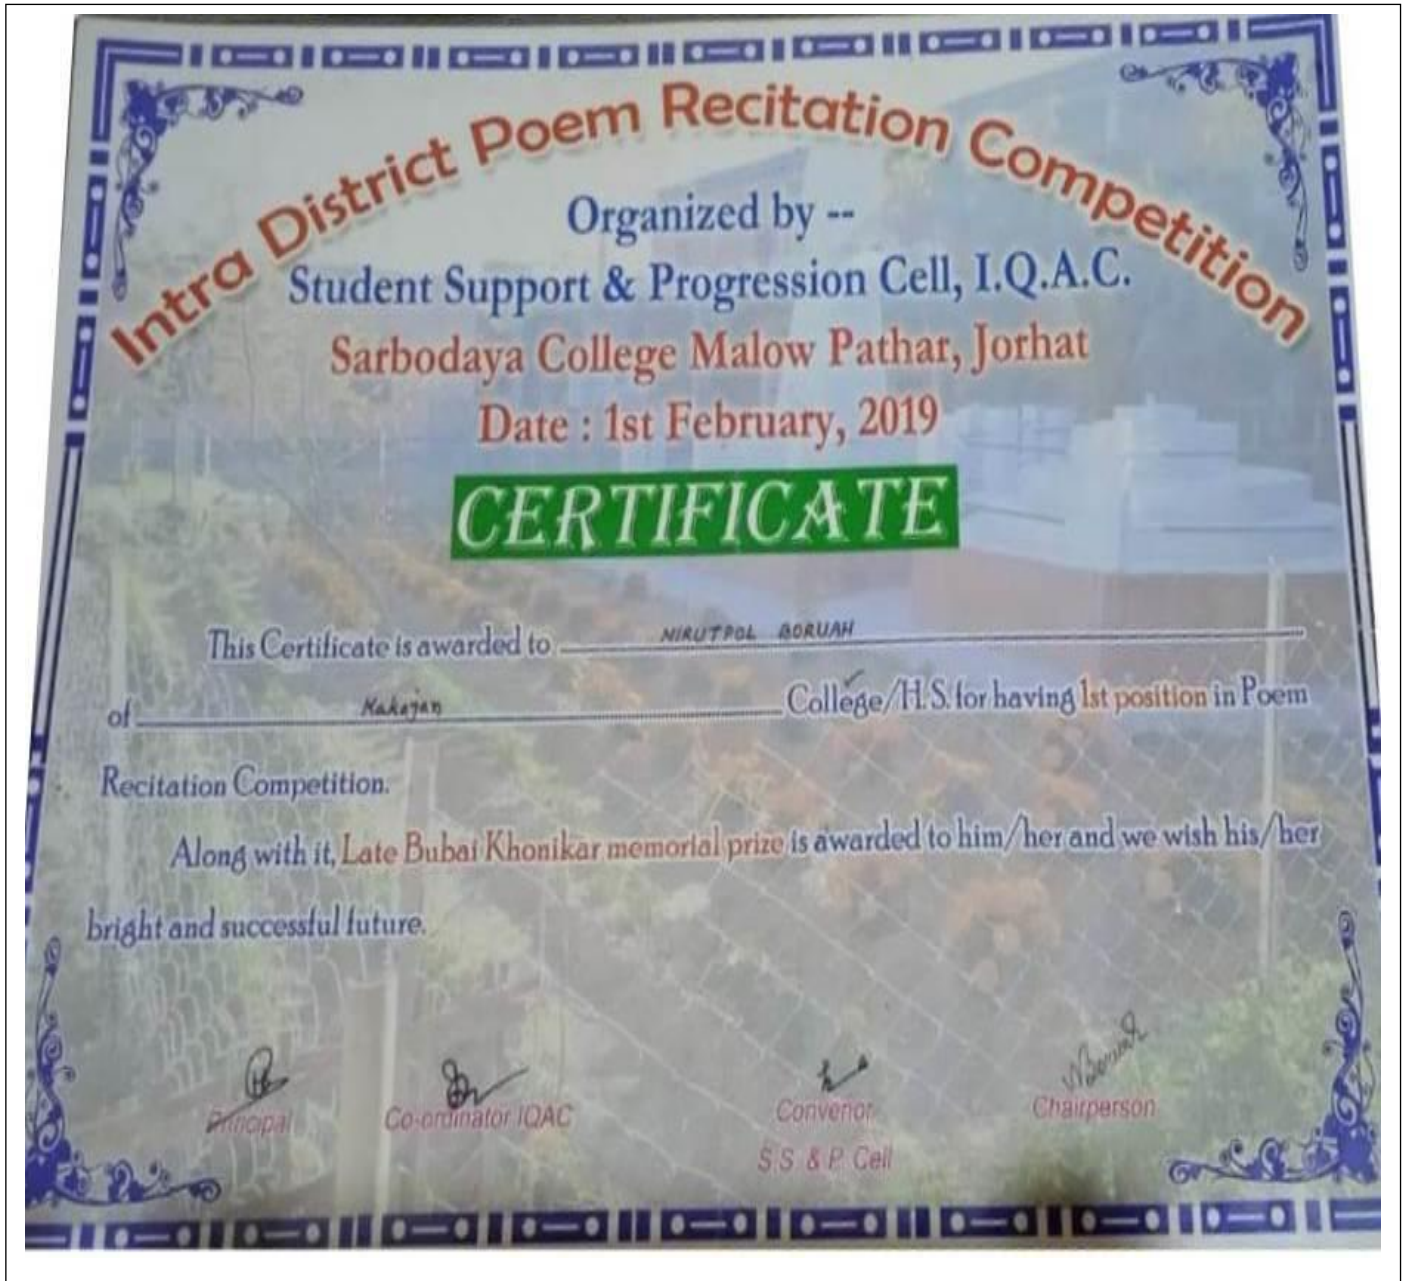 Intra District Poem Recitation Competition
Organized by --
Student Support & Progression Cell, I.Q.A.C.
Sarbodaya College Malow Pathar, Jorhat
Date : 1st February, 2019
CERTIFICATE
This Certificate is awarded to NIRUTPOL BORUAH
of Kakojan College/H.S. for having 1st position in Poem
Recitation Competition.
Along with it, Late Bubai Khonikar memorial prize is awarded to him/her and we wish his/her
bright and successful future.
Principal Co-ordinator IQAC Convenor Chairperson
S.S & P. Cell